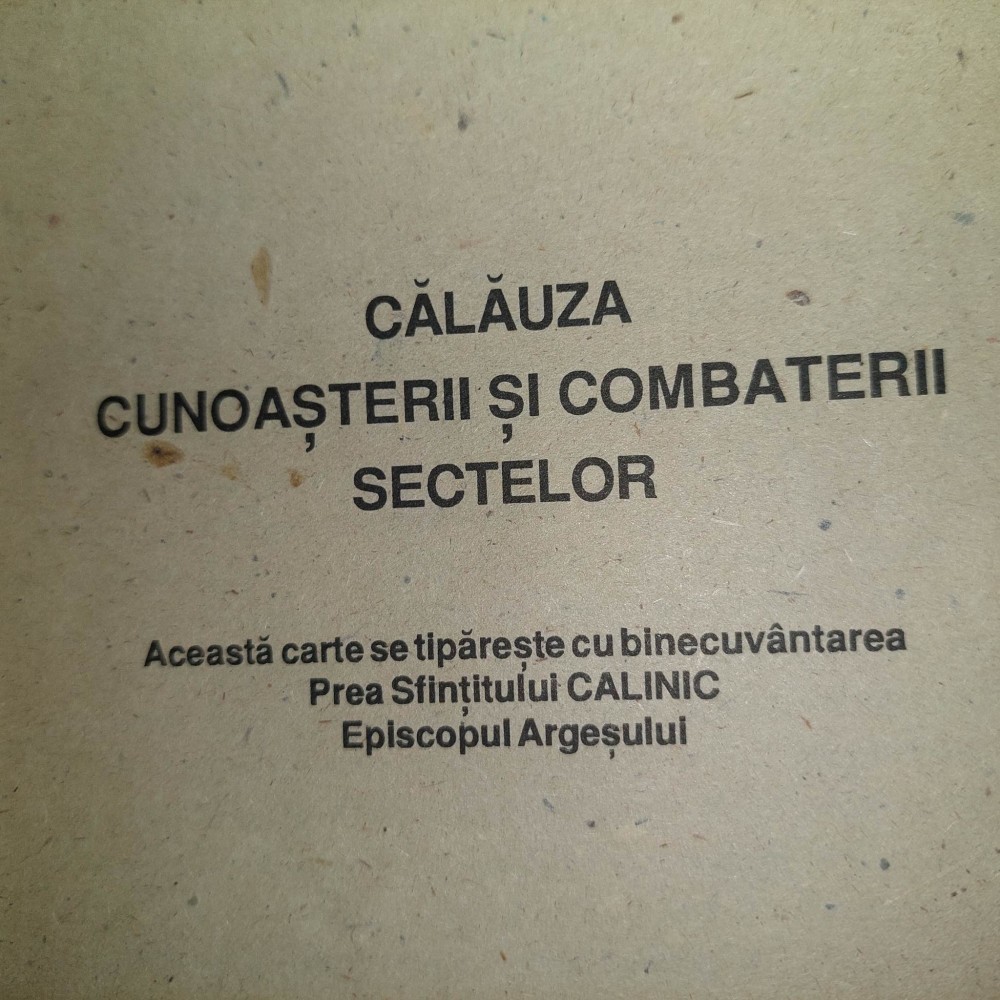 CĂLĂUZA
CUNOAȘTERII ȘI COMBATERII
SECTELOR
Această carte se tipărește cu binecuvântarea
Prea Sfințitului CALINIC
Episcopul Argeșului